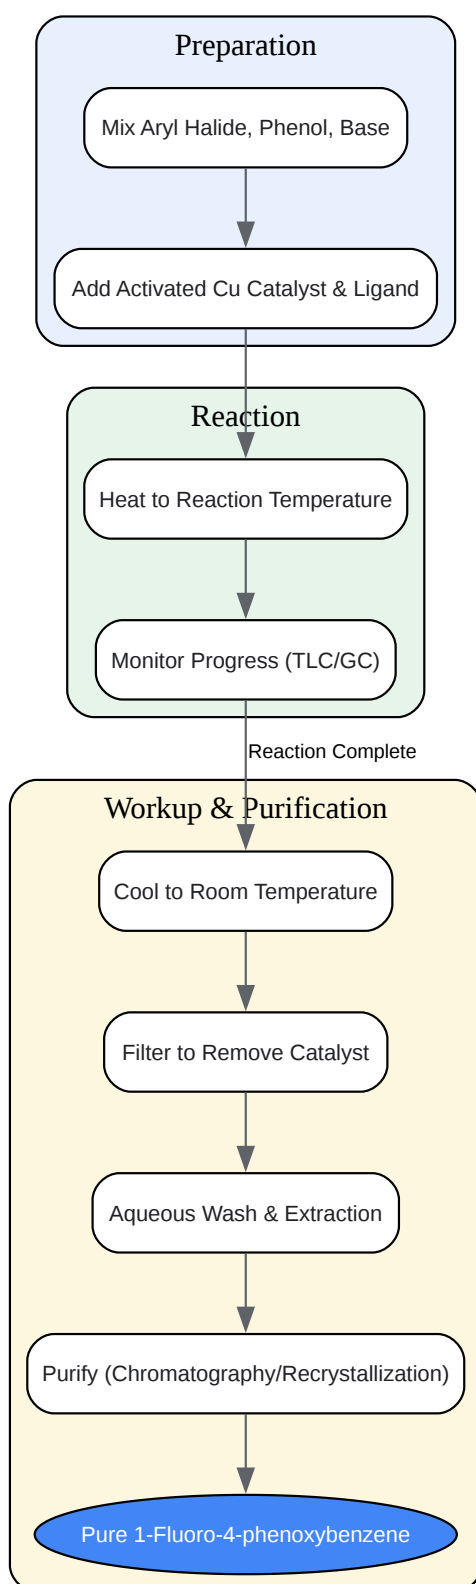 Preparation
Mix Aryl Halide, Phenol, Base
Add Activated Cu Catalyst & Ligand
Reaction
Heat to Reaction Temperature
Monitor Progress (TLC/GC)
Reaction Complete
Workup & Purification
Cool to Room Temperature
Filter to Remove Catalyst
Aqueous Wash & Extraction
Purify (Chromatography/Recrystallization)
Pure 1-Fluoro-4-phenoxybenzene